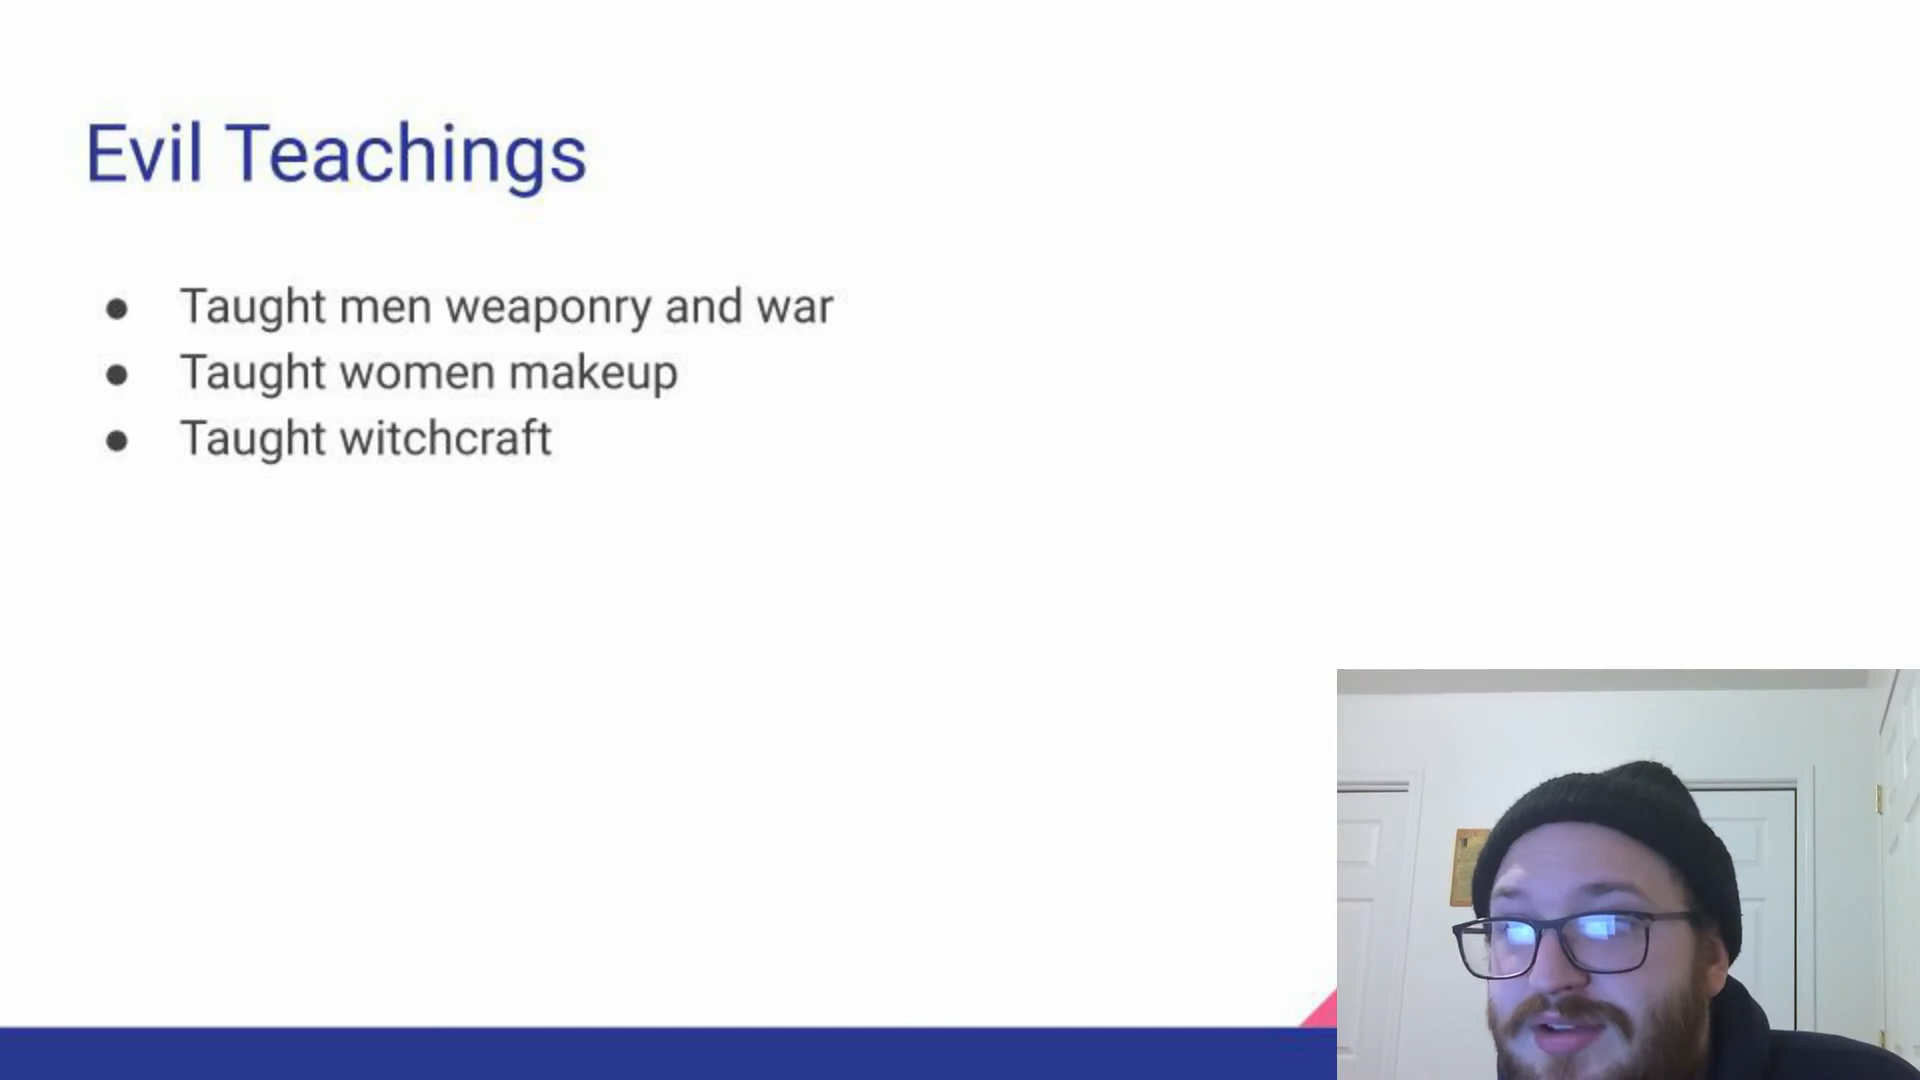 Evil Teachings
● Taught men weaponry and war
● Taught women makeup
● Taught witchcraft